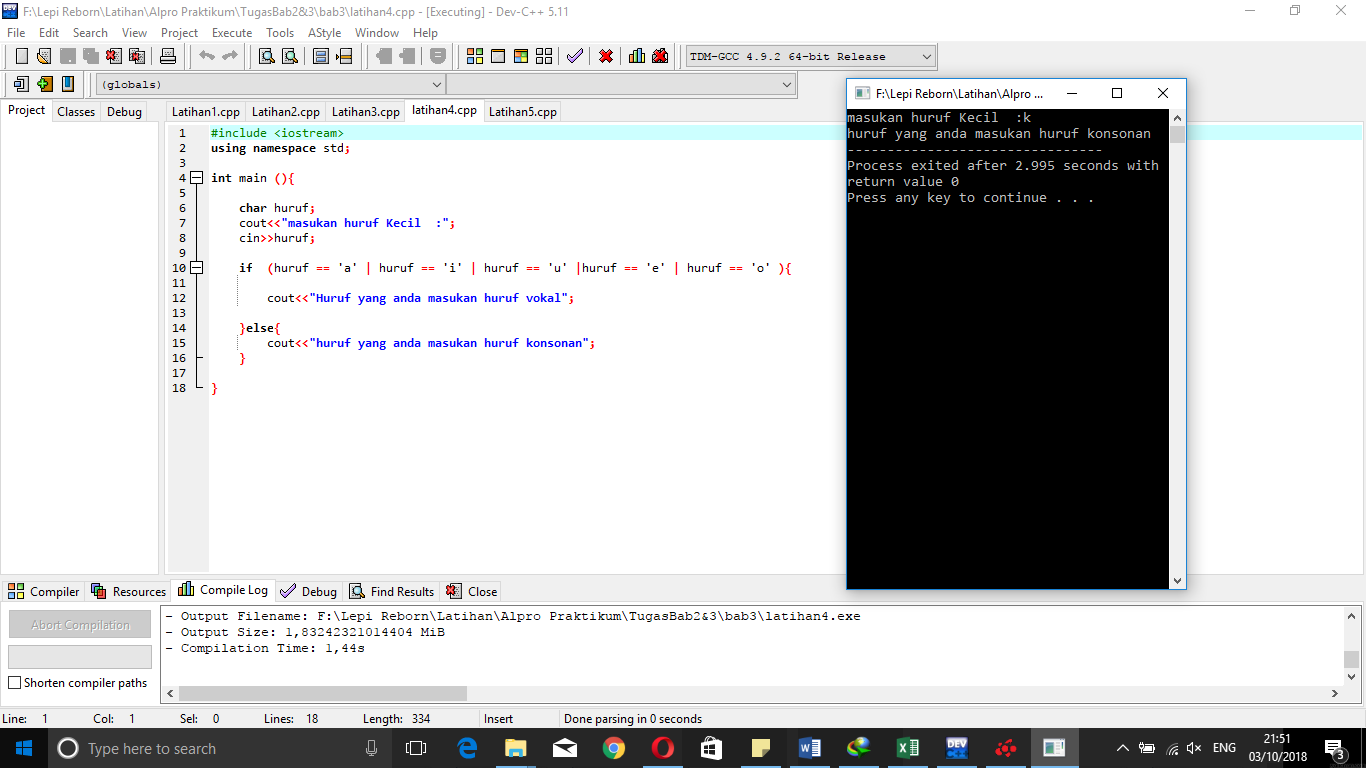 F:\Lepi Reborn\Latihan\Alpro Praktikum\TugasBab2&3\bab3\latihan4.cpp - [Executing] - Dev-C++ 5.11
File Edit Search View Project Execute Tools AStyle Window Help
TDM-GCC 4.9.2 64-bit Release
(globals)
Project Classes Debug
Latihan1.cpp Latihan2.cpp Latihan3.cpp latihan4.cpp Latihan5.cpp
1 #include <iostream>
2 using namespace std;
3
4 int main (){
5
6 char huruf;
7 cout<<"masukan huruf Kecil  :";
8 cin>>huruf;
9
10 if  (huruf == 'a' | huruf == 'i' | huruf == 'u' |huruf == 'e' | huruf == 'o' ){
11
12 cout<<"Huruf yang anda masukan huruf vokal";
13
14 }else{
15 cout<<"huruf yang anda masukan huruf konsonan";
16 }
17
18 }
F:\Lepi Reborn\Latihan\Alpro ...
masukan huruf Kecil  :k
huruf yang anda masukan huruf konsonan
--------------------------------
Process exited after 2.995 seconds with
return value 0
Press any key to continue . . .
Compiler Resources Compile Log Debug Find Results Close
Abort Compilation
Shorten compiler paths
- Output Filename: F:\Lepi Reborn\Latihan\Alpro Praktikum\TugasBab2&3\bab3\latihan4.exe
- Output Size: 1,83242321014404 MiB
- Compilation Time: 1,44s
Line: 1 Col: 1 Sel: 0 Lines: 18 Length: 334 Insert Done parsing in 0 seconds
Type here to search
DEV
ENG
21:51
03/10/2018
3